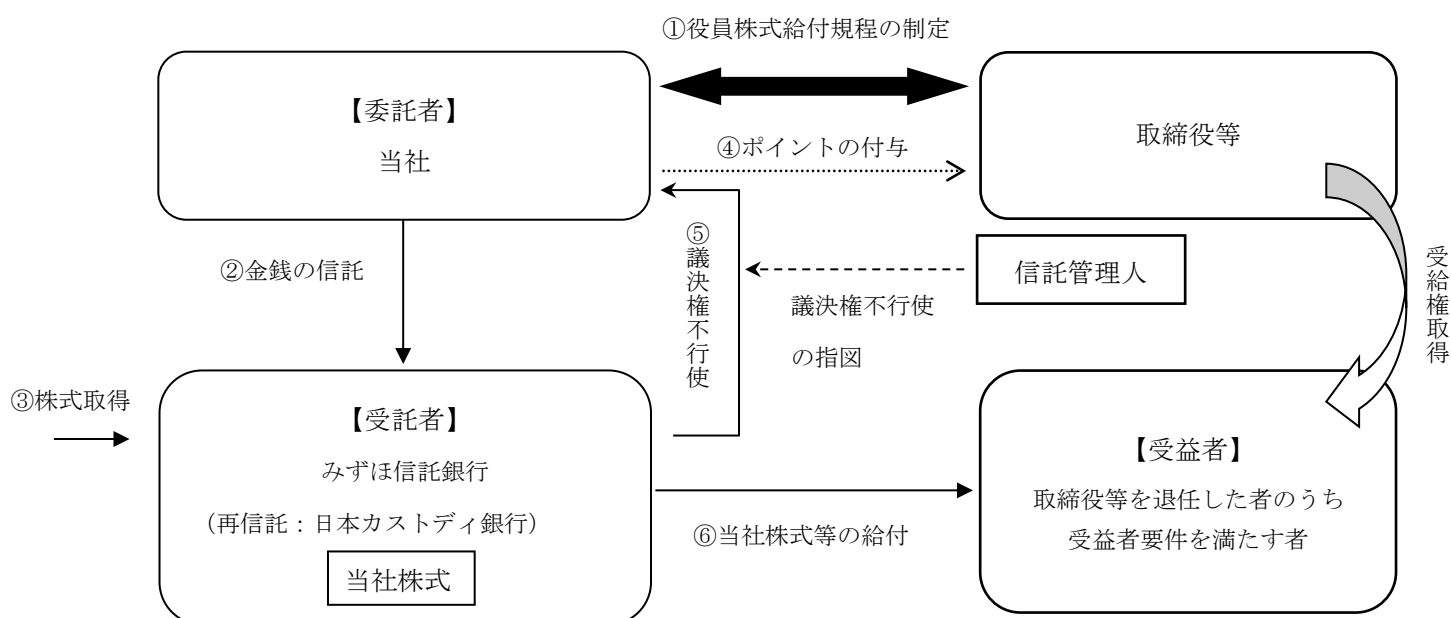 ①役員株式給付規程の制定
【委託者】
当社
取締役等
④ポイントの付与
⑤議決権不行使
②金銭の信託
信託管理人
議決権不行使
の指図
受給権取得
③株式取得
【受託者】
みずほ信託銀行
（再信託：日本カストディ銀行）
当社株式
⑥当社株式等の給付
【受益者】
取締役等を退任した者のうち
受益者要件を満たす者